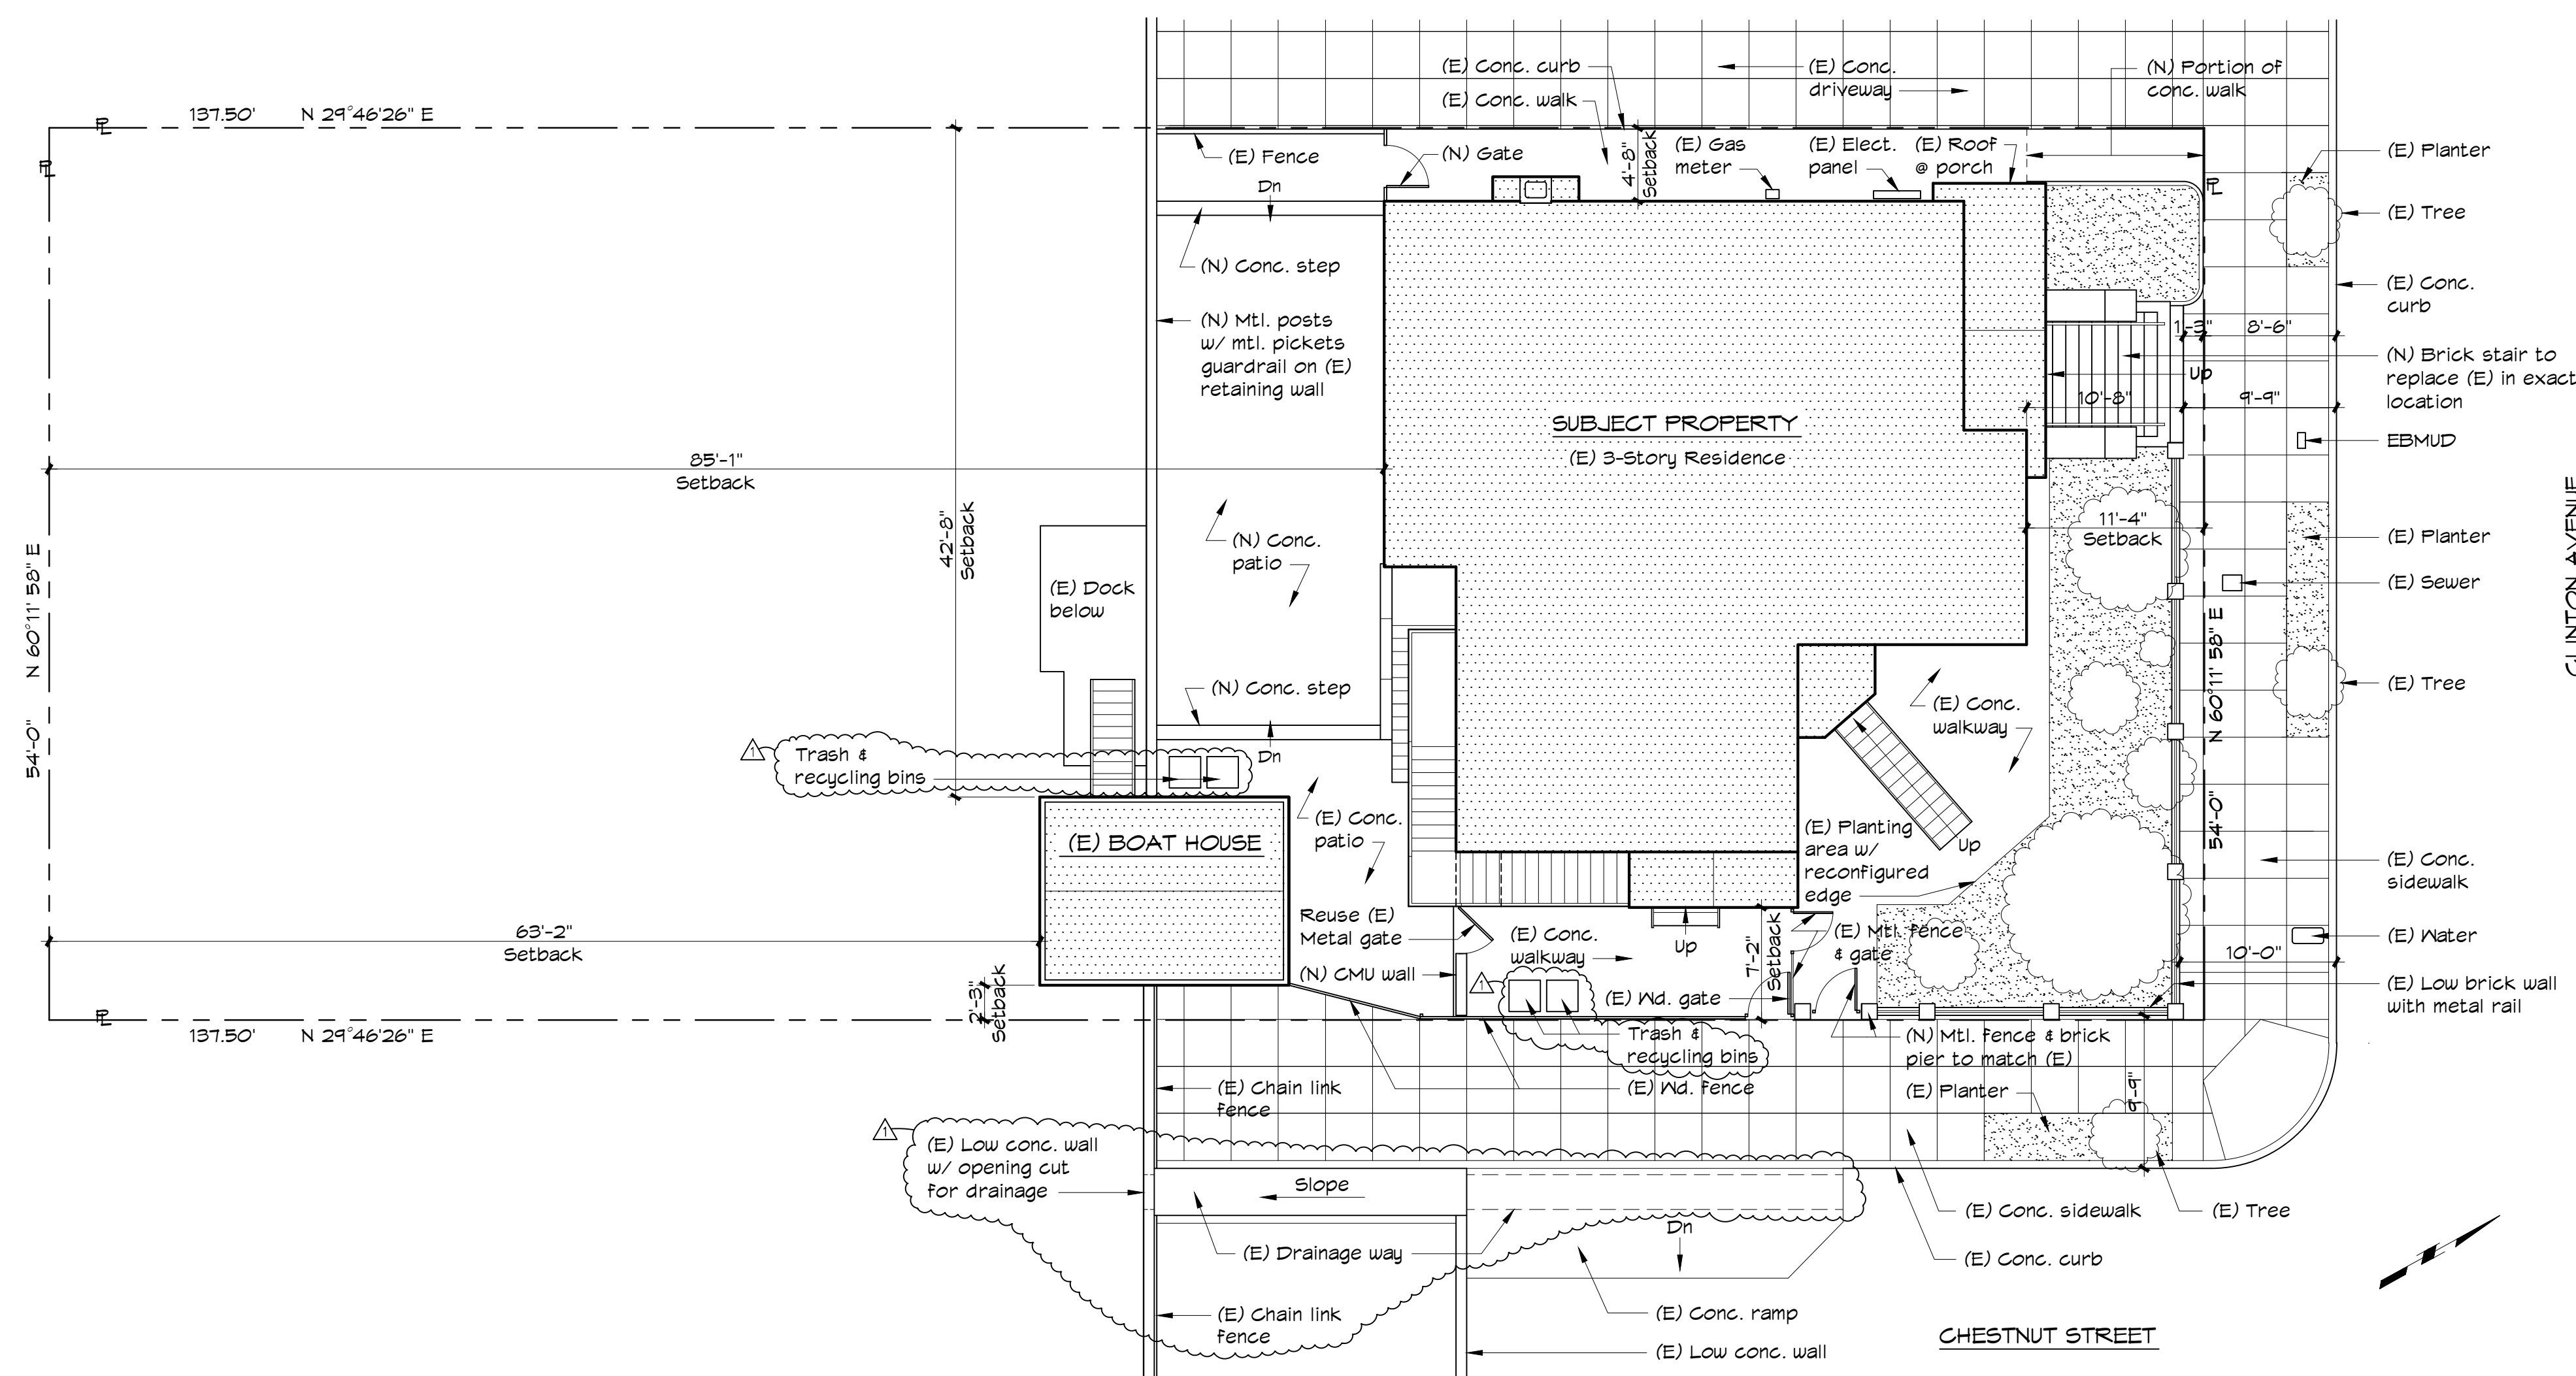 (E) Conc. curb
(E) Conc. walk
(E) Conc.
driveway
(N) Portion of
conc. walk
137.50' N 29°46'26" E
PL
PL
(E) Fence
(N) Gate
4'-8"
Setback
(E) Gas
meter
(E) Elect.
panel
(E) Roof
@ porch
PL
(E) Planter
(E) Tree
Dn
(N) Conc. step
(E) Conc.
curb
(N) Mtl. posts
w/ mtl. pickets
guardrail on (E)
retaining wall
1'-3"
8'-6"
(N) Brick stair to
replace (E) in exact
location
Up
10'-8"
9'-9"
SUBJECT PROPERTY
(E) 3-Story Residence
EBMUD
85'-1"
Setback
42'-8"
Setback
(N) Conc.
patio
11'-4"
Setback
(E) Planter
CLINTON AVENUE
(E) Dock
below
(E) Sewer
54'-0" N 60°11' 58" E
54'-0" N 60°11' 58" E
(N) Conc. step
(E) Conc.
walkway
(E) Tree
1
Trash &
recycling bins
Dn
(E) Conc.
patio
(E) BOAT HOUSE
(E) Planting
area w/
reconfigured
edge
Up
(E) Conc.
sidewalk
63'-2"
Setback
Reuse (E)
Metal gate
(N) CMU wall
(E) Conc.
walkway
Up
7'-2"
Setback
(E) Mtl. fence
& gate
(E) Water
10'-0"
2'-3"
Setback
1
(E) Wd. gate
(E) Low brick wall
with metal rail
PL
137.50' N 29°46'26" E
Trash &
recycling bins
(N) Mtl. fence & brick
pier to match (E)
(E) Chain link
fence
(E) Wd. fence
(E) Planter
9'-9"
1
(E) Low conc. wall
w/ opening cut
for drainage
Slope
(E) Conc. sidewalk
(E) Tree
Dn
(E) Drainage way
(E) Conc. curb
(E) Chain link
fence
(E) Conc. ramp
(E) Low conc. wall
CHESTNUT STREET